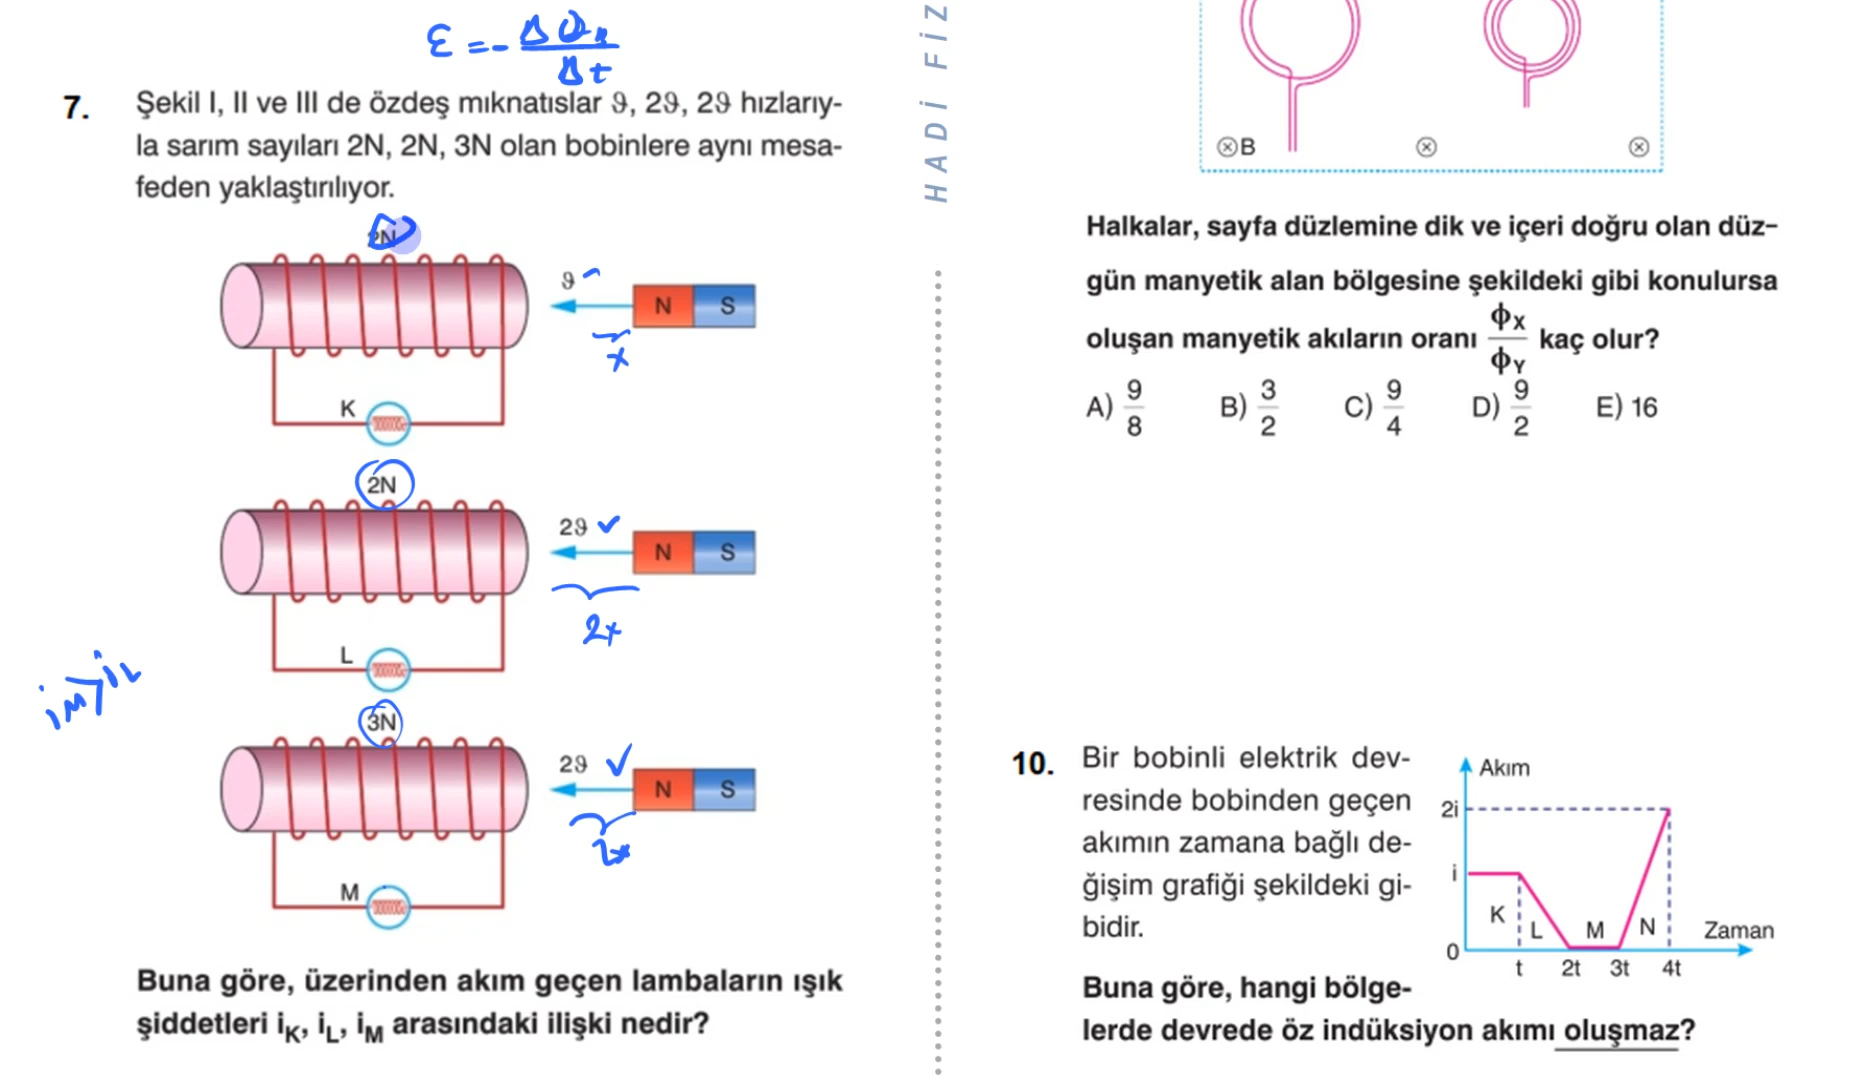 ε = - ΔΦ_B / Δt
7. Şekil I, II ve III de özdeş mıknatıslar ϑ, 2ϑ, 2ϑ hızlarıy-
la sarım sayıları 2N, 2N, 3N olan bobinlere aynı mesa-
feden yaklaştırılıyor.
2N
ϑ
N S
x
K
2N
2ϑ
N S
2x
L
iM > iL
3N
2ϑ
N S
2x
M
Buna göre, üzerinden akım geçen lambaların ışık
şiddetleri iK, iL, iM arasındaki ilişki nedir?
HADİ FİZ
B
Halkalar, sayfa düzlemine dik ve içeri doğru olan düz-
gün manyetik alan bölgesine şekildeki gibi konulursa
oluşan manyetik akıların oranı ΦX/ΦY kaç olur?
A) 9/8 B) 3/2 C) 9/4 D) 9/2 E) 16
10. Bir bobinli elektrik dev-
resinde bobinden geçen
akımın zamana bağlı de-
ğişim grafiği şekildeki gi-
bidir.
Akım
2i
i
K L M N Zaman
0
t 2t 3t 4t
Buna göre, hangi bölge-
lerde devrede öz indüksiyon akımı oluşmaz?